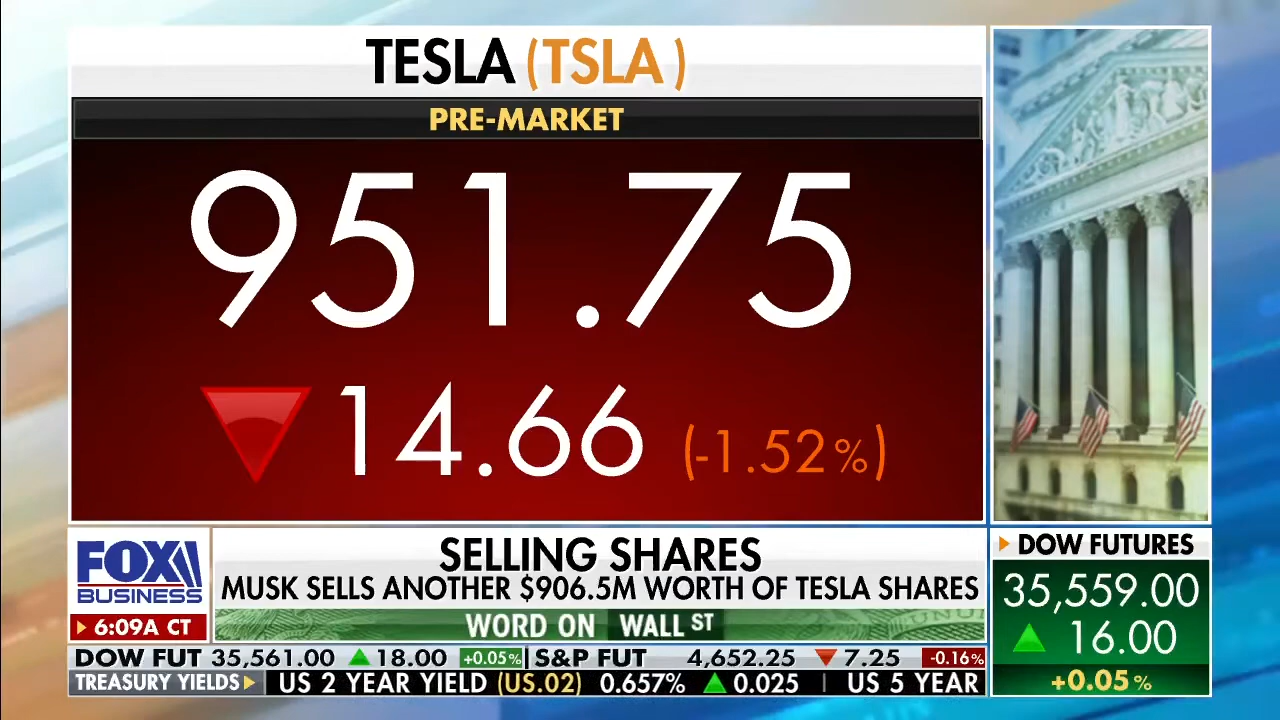 TESLA (TSLA )
PRE-MARKET
951.75
14.66 (-1.52%)
FOX
BUSINESS
6:09A CT
SELLING SHARES
MUSK SELLS ANOTHER $906.5M WORTH OF TESLA SHARES
WORD ON WALL ST
DOW FUTURES
35,559.00
16.00
+0.05%
DOW FUT 35,561.00 18.00 +0.05% S&P FUT 4,652.25 7.25 -0.16%
TREASURY YIELDS US 2 YEAR YIELD (US.02) 0.657% 0.025 US 5 YEAR